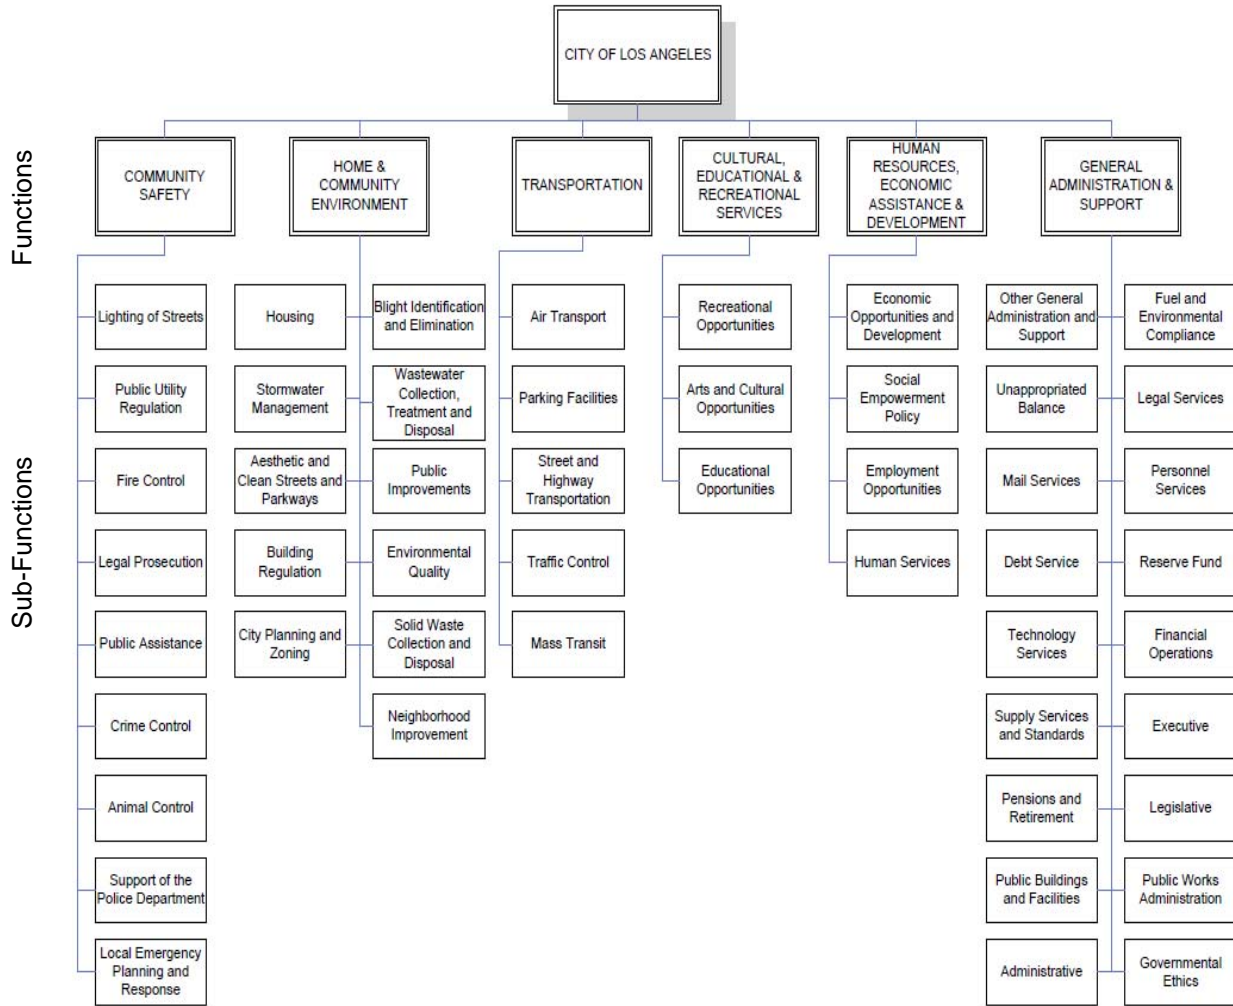 CITY OF LOS ANGELES
Functions
COMMUNITY
SAFETY
HOME &
COMMUNITY
ENVIRONMENT
TRANSPORTATION
CULTURAL,
EDUCATIONAL &
RECREATIONAL
SERVICES
HUMAN
RESOURCES,
ECONOMIC
ASSISTANCE &
DEVELOPMENT
GENERAL
ADMINISTRATION &
SUPPORT
Sub-Functions
Lighting of Streets
Public Utility
Regulation
Fire Control
Legal Prosecution
Public Assistance
Crime Control
Animal Control
Support of the
Police Department
Local Emergency
Planning and
Response
Housing
Stormwater
Management
Aesthetic and
Clean Streets and
Parkways
Building
Regulation
City Planning and
Zoning
Blight Identification
and Elimination
Wastewater
Collection,
Treatment and
Disposal
Public
Improvements
Environmental
Quality
Solid Waste
Collection and
Disposal
Neighborhood
Improvement
Air Transport
Parking Facilities
Street and
Highway
Transportation
Traffic Control
Mass Transit
Recreational
Opportunities
Arts and Cultural
Opportunities
Educational
Opportunities
Economic
Opportunities and
Development
Social
Empowerment
Policy
Employment
Opportunities
Human Services
Other General
Administration and
Support
Unappropriated
Balance
Mail Services
Debt Service
Technology
Services
Supply Services
and Standards
Pensions and
Retirement
Public Buildings
and Facilities
Administrative
Fuel and
Environmental
Compliance
Legal Services
Personnel
Services
Reserve Fund
Financial
Operations
Executive
Legislative
Public Works
Administration
Governmental
Ethics